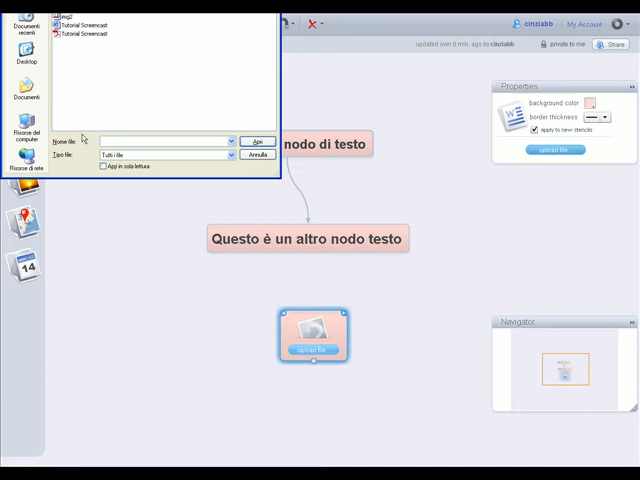 img2
Tutorial Screencast
Tutorial Screencast
Documenti
recenti
Desktop
Documenti
Risorse del
computer
Risorse di rete
Nome file:
Apri
Tipo file:
Tutti i file
Annulla
Apri in sola lettura
cinziabb
My Account
updated over 8 min. ago by cinziabb
private to me
Share
Properties
background color
border thickness
apply to new stencils
upload file...
nodo di testo
Questo è un altro nodo testo
upload file...
14
Navigator